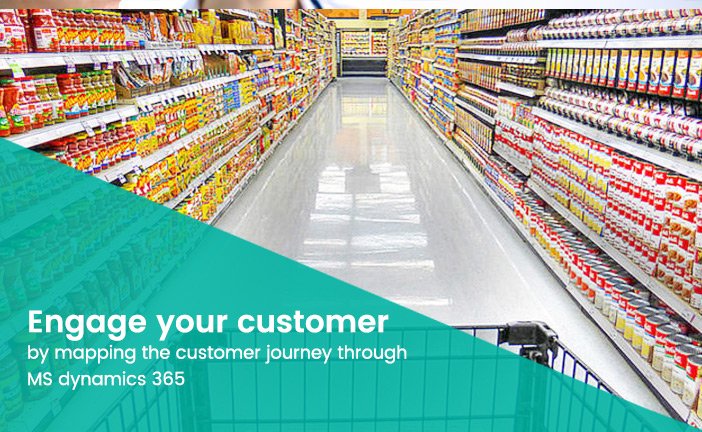 Engage your customer
by mapping the customer journey through
MS dynamics 365